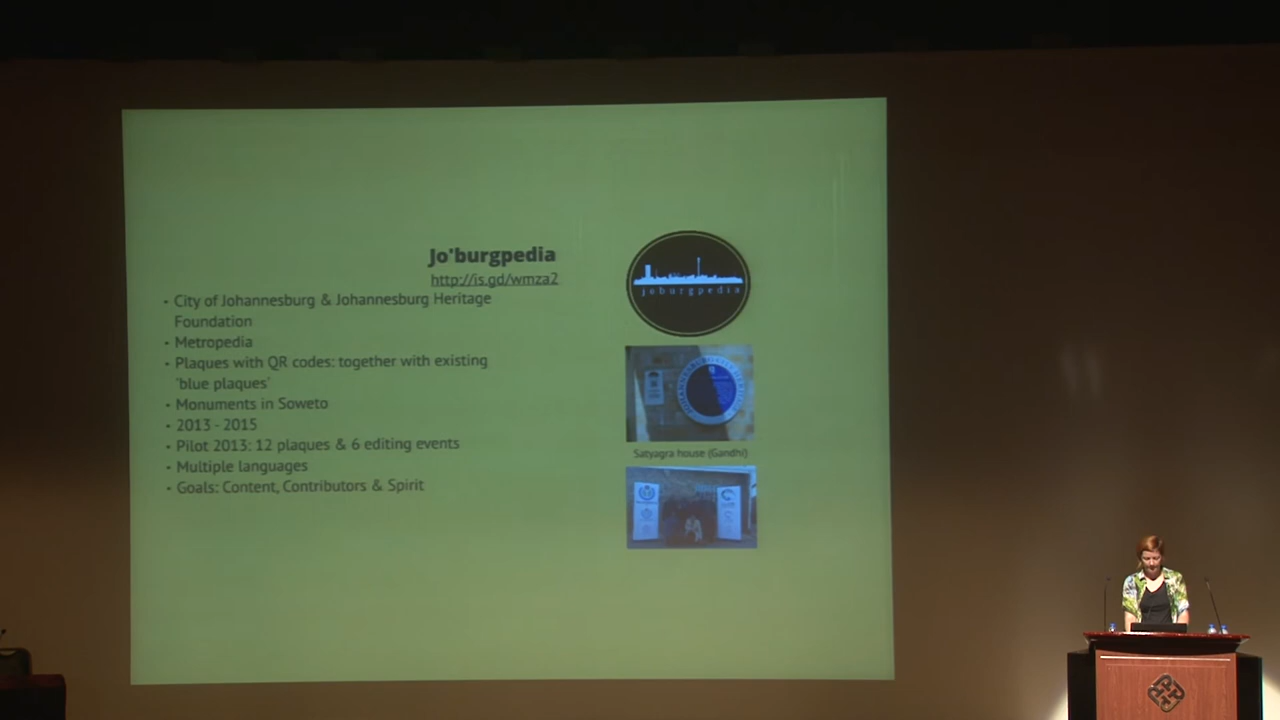 Jo'burgpedia
http://is.gd/wmza2
• City of Johannesburg & Johannesburg Heritage
Foundation
• Metropedia
• Plaques with QR codes: together with existing
'blue plaques'
• Monuments in Soweto
• 2013 - 2015
• Pilot 2013: 12 plaques & 6 editing events
• Multiple languages
• Goals: Content, Contributors & Spirit
joburgpedia
Satyagra house (Gandhi)